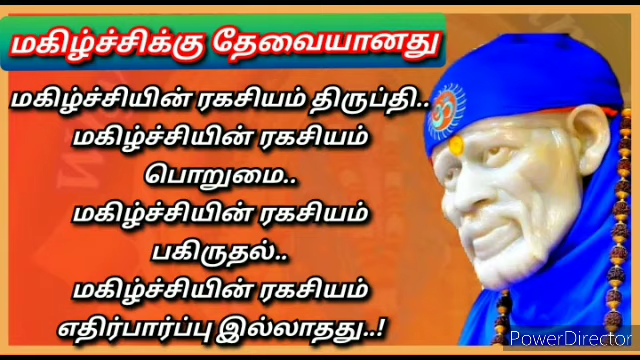 மகிழ்ச்சிக்கு தேவையானது
மகிழ்ச்சியின் ரகசியம் திருப்தி..
மகிழ்ச்சியின் ரகசியம்
பொறுமை..
மகிழ்ச்சியின் ரகசியம்
பகிருதல்..
மகிழ்ச்சியின் ரகசியம்
எதிர்பார்ப்பு இல்லாதது..!
ॐ
PowerDirector